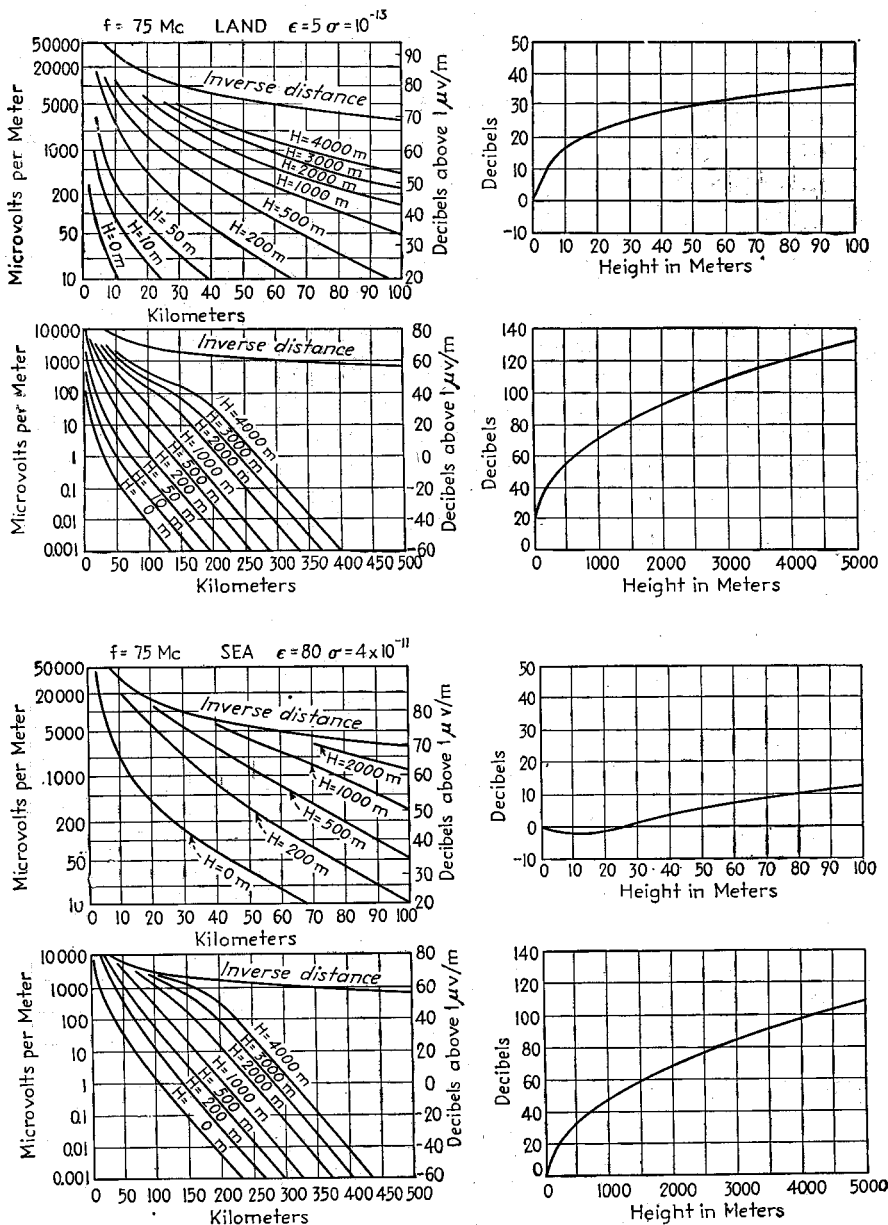 f = 75 Mc LAND ϵ=5 σ=10⁻¹³
Microvolts per Meter
50000
20000
5000
1000
200
50
10
Inverse distance
H=4000 m
H=3000 m
H=2000 m
H=1000 m
H=500 m
H=200 m
H=50 m
H=10 m
H=0 m
90
80
70
60
50
40
30
20
Decibels above 1 μv/m
0 10 20 30 40 50 60 70 80 90 100
Kilometers
Decibels
50
40
30
20
10
0
-10
0 10 20 30 40 50 60 70 80 90 100
Height in Meters
Microvolts per Meter
10000
1000
100
10
1
0.1
0.01
0.001
Inverse distance
H=4000 m
H=3000 m
H=2000 m
H=1000 m
H=500 m
H=200 m
H=50 m
H=10 m
H=0 m
80
60
40
20
0
-20
-40
-60
Decibels above 1 μv/m
0 50 100 150 200 250 300 350 400 450 500
Kilometers
Decibels
140
120
100
80
60
40
20
0
0 1000 2000 3000 4000 5000
Height in Meters
f = 75 Mc SEA ϵ=80 σ=4x10⁻¹¹
Microvolts per Meter
50000
20000
5000
1000
200
50
10
Inverse distance
H=2000 m
H=1000 m
H=500 m
H=200 m
H=0 m
80
70
60
50
40
30
20
Decibels above 1 μ v/m
0 10 20 30 40 50 60 70 80 90 100
Kilometers
Decibels
50
40
30
20
10
0
-10
0 10 20 30 40 50 60 70 80 90 100
Height in Meters
Microvolts per Meter
10000
1000
100
10
1
0.1
0.01
0.001
Inverse distance
H=4000 m
H=3000 m
H=2000 m
H=1000 m
H=500 m
H=200 m
H=0 m
80
60
40
20
0
-20
-40
-60
Decibels above 1 μv/m
0 50 100 150 200 250 300 350 400 450 500
Kilometers
Decibels
140
120
100
80
60
40
20
0
0 1000 2000 3000 4000 5000
Height in Meters